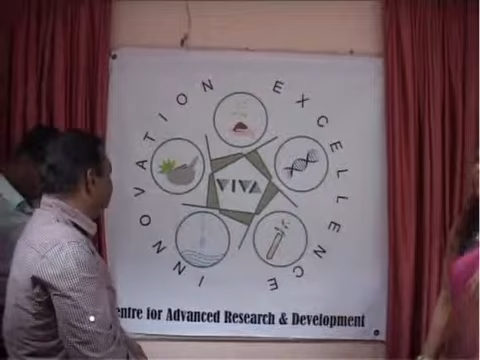 INNOVATION EXCELLENCE
VIVA
entre for Advanced Research & Development